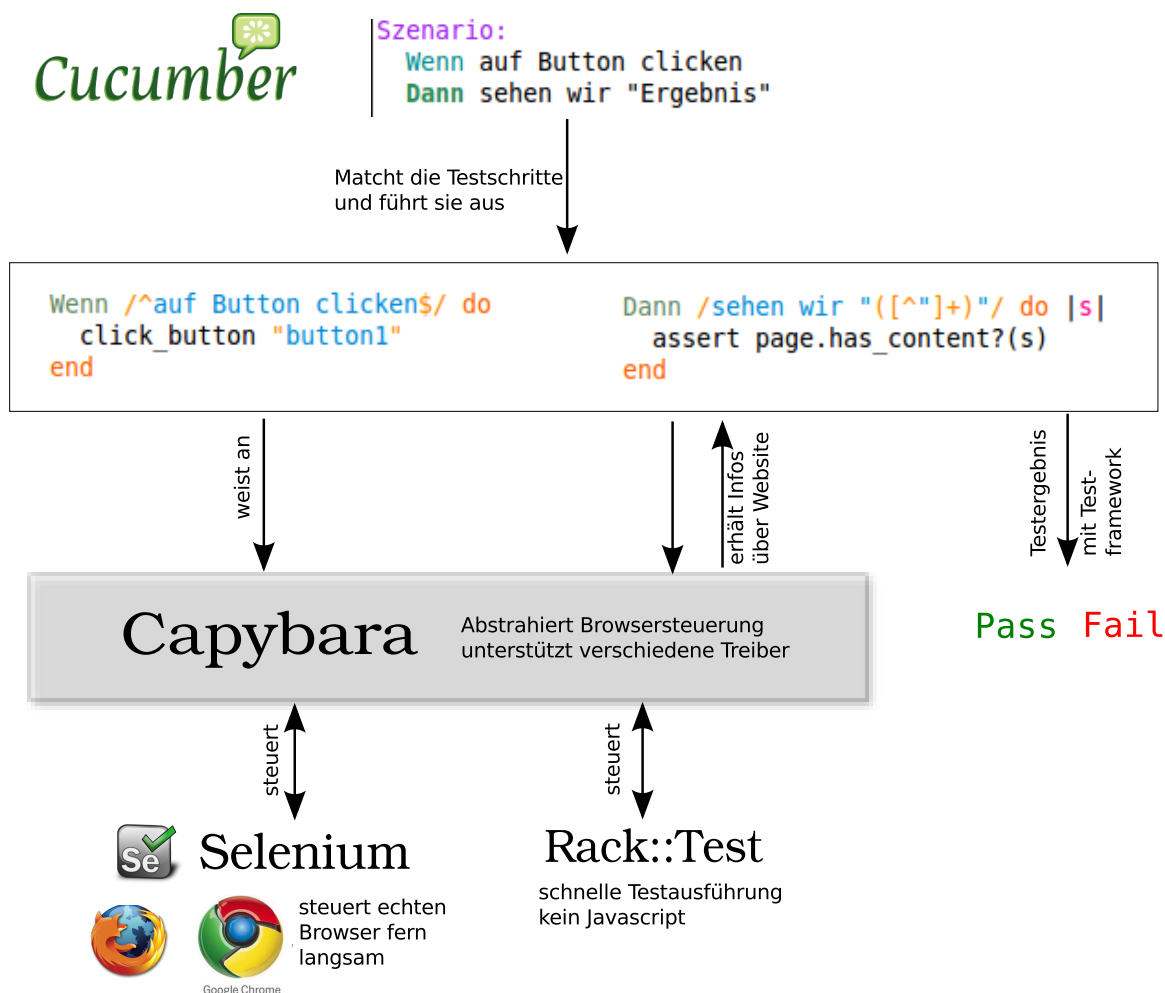 Cucumber
Szenario:
Wenn auf Button clicken
Dann sehen wir "Ergebnis"
Matcht die Testschritte
und führt sie aus
Wenn /^auf Button clicken$/ do
click_button "button1"
end
Dann /sehen wir "([^"]+)"/ do |s|
assert page.has_content?(s)
end
weist an
erhält Infos
über Website
Testergebnis
mit Test-
framework
Capybara
Abstrahiert Browsersteuerung
unterstützt verschiedene Treiber
Pass Fail
steuert
steuert
Se
Selenium
Rack::Test
schnelle Testausführung
kein Javascript
steuert echten
Browser fern
langsam
Google Chrome